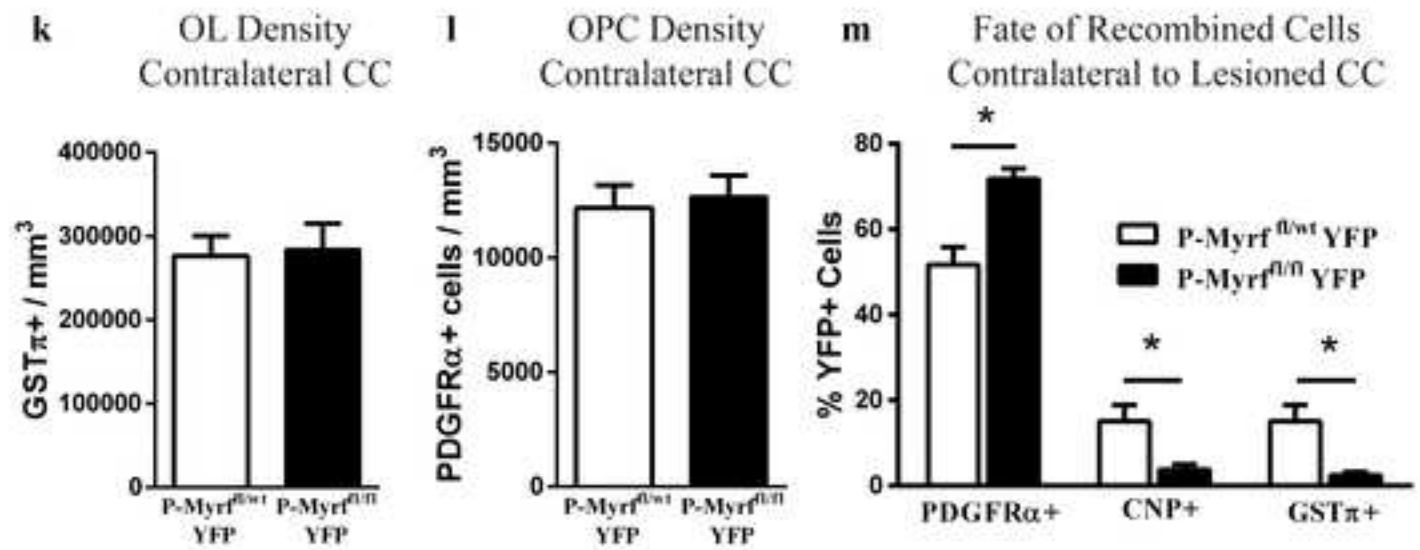 k
OL Density
Contralateral CC
GSTπ+ / mm³
400000
300000
200000
100000
0
P-Myrf^fl/wt P-Myrf^fl/fl
YFP YFP
l
OPC Density
Contralateral CC
PDGFRα+ cells / mm³
15000
10000
5000
0
P-Myrf^fl/wt P-Myrf^fl/fl
YFP YFP
m
Fate of Recombined Cells
Contralateral to Lesioned CC
% YFP+ Cells
80
60
40
20
0
*
*
*
P-Myrf^fl/wt YFP
P-Myrf^fl/fl YFP
PDGFRα+ CNP+ GSTπ+